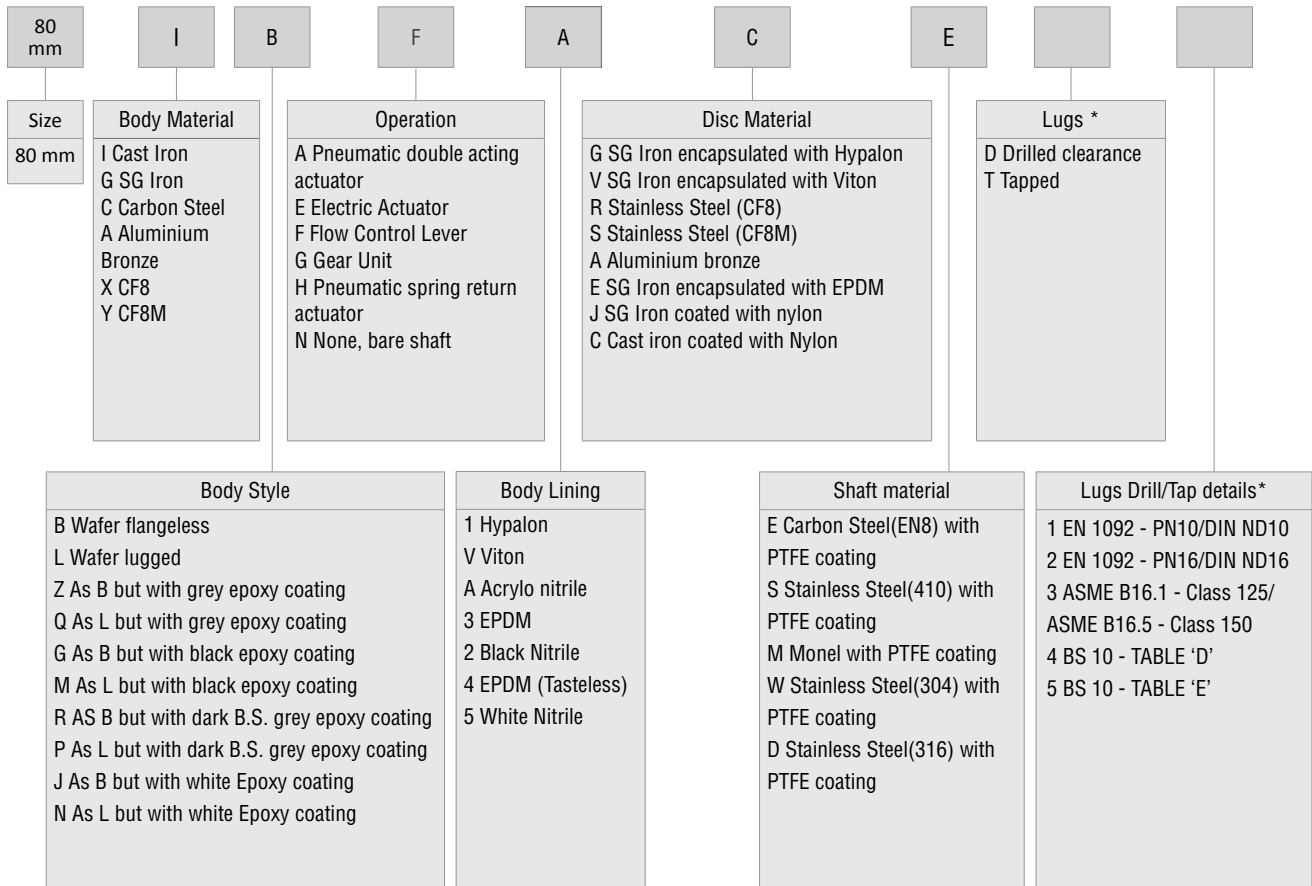 80
mm
I
B
F
A
C
E
Size
80 mm
Body Material
I Cast Iron
G SG Iron
C Carbon Steel
A Aluminium
Bronze
X CF8
Y CF8M
Operation
A Pneumatic double acting
actuator
E Electric Actuator
F Flow Control Lever
G Gear Unit
H Pneumatic spring return
actuator
N None, bare shaft
Disc Material
G SG Iron encapsulated with Hypalon
V SG Iron encapsulated with Viton
R Stainless Steel (CF8)
S Stainless Steel (CF8M)
A Aluminium bronze
E SG Iron encapsulated with EPDM
J SG Iron coated with nylon
C Cast iron coated with Nylon
Lugs *
D Drilled clearance
T Tapped
Body Style
B Wafer flangeless
L Wafer lugged
Z As B but with grey epoxy coating
Q As L but with grey epoxy coating
G As B but with black epoxy coating
M As L but with black epoxy coating
R AS B but with dark B.S. grey epoxy coating
P As L but with dark B.S. grey epoxy coating
J As B but with white Epoxy coating
N As L but with white Epoxy coating
Body Lining
1 Hypalon
V Viton
A Acrylo nitrile
3 EPDM
2 Black Nitrile
4 EPDM (Tasteless)
5 White Nitrile
Shaft material
E Carbon Steel(EN8) with
PTFE coating
S Stainless Steel(410) with
PTFE coating
M Monel with PTFE coating
W Stainless Steel(304) with
PTFE coating
D Stainless Steel(316) with
PTFE coating
Lugs Drill/Tap details*
1 EN 1092 - PN10/DIN ND10
2 EN 1092 - PN16/DIN ND16
3 ASME B16.1 - Class 125/
ASME B16.5 - Class 150
4 BS 10 - TABLE ‘D’
5 BS 10 - TABLE ‘E’